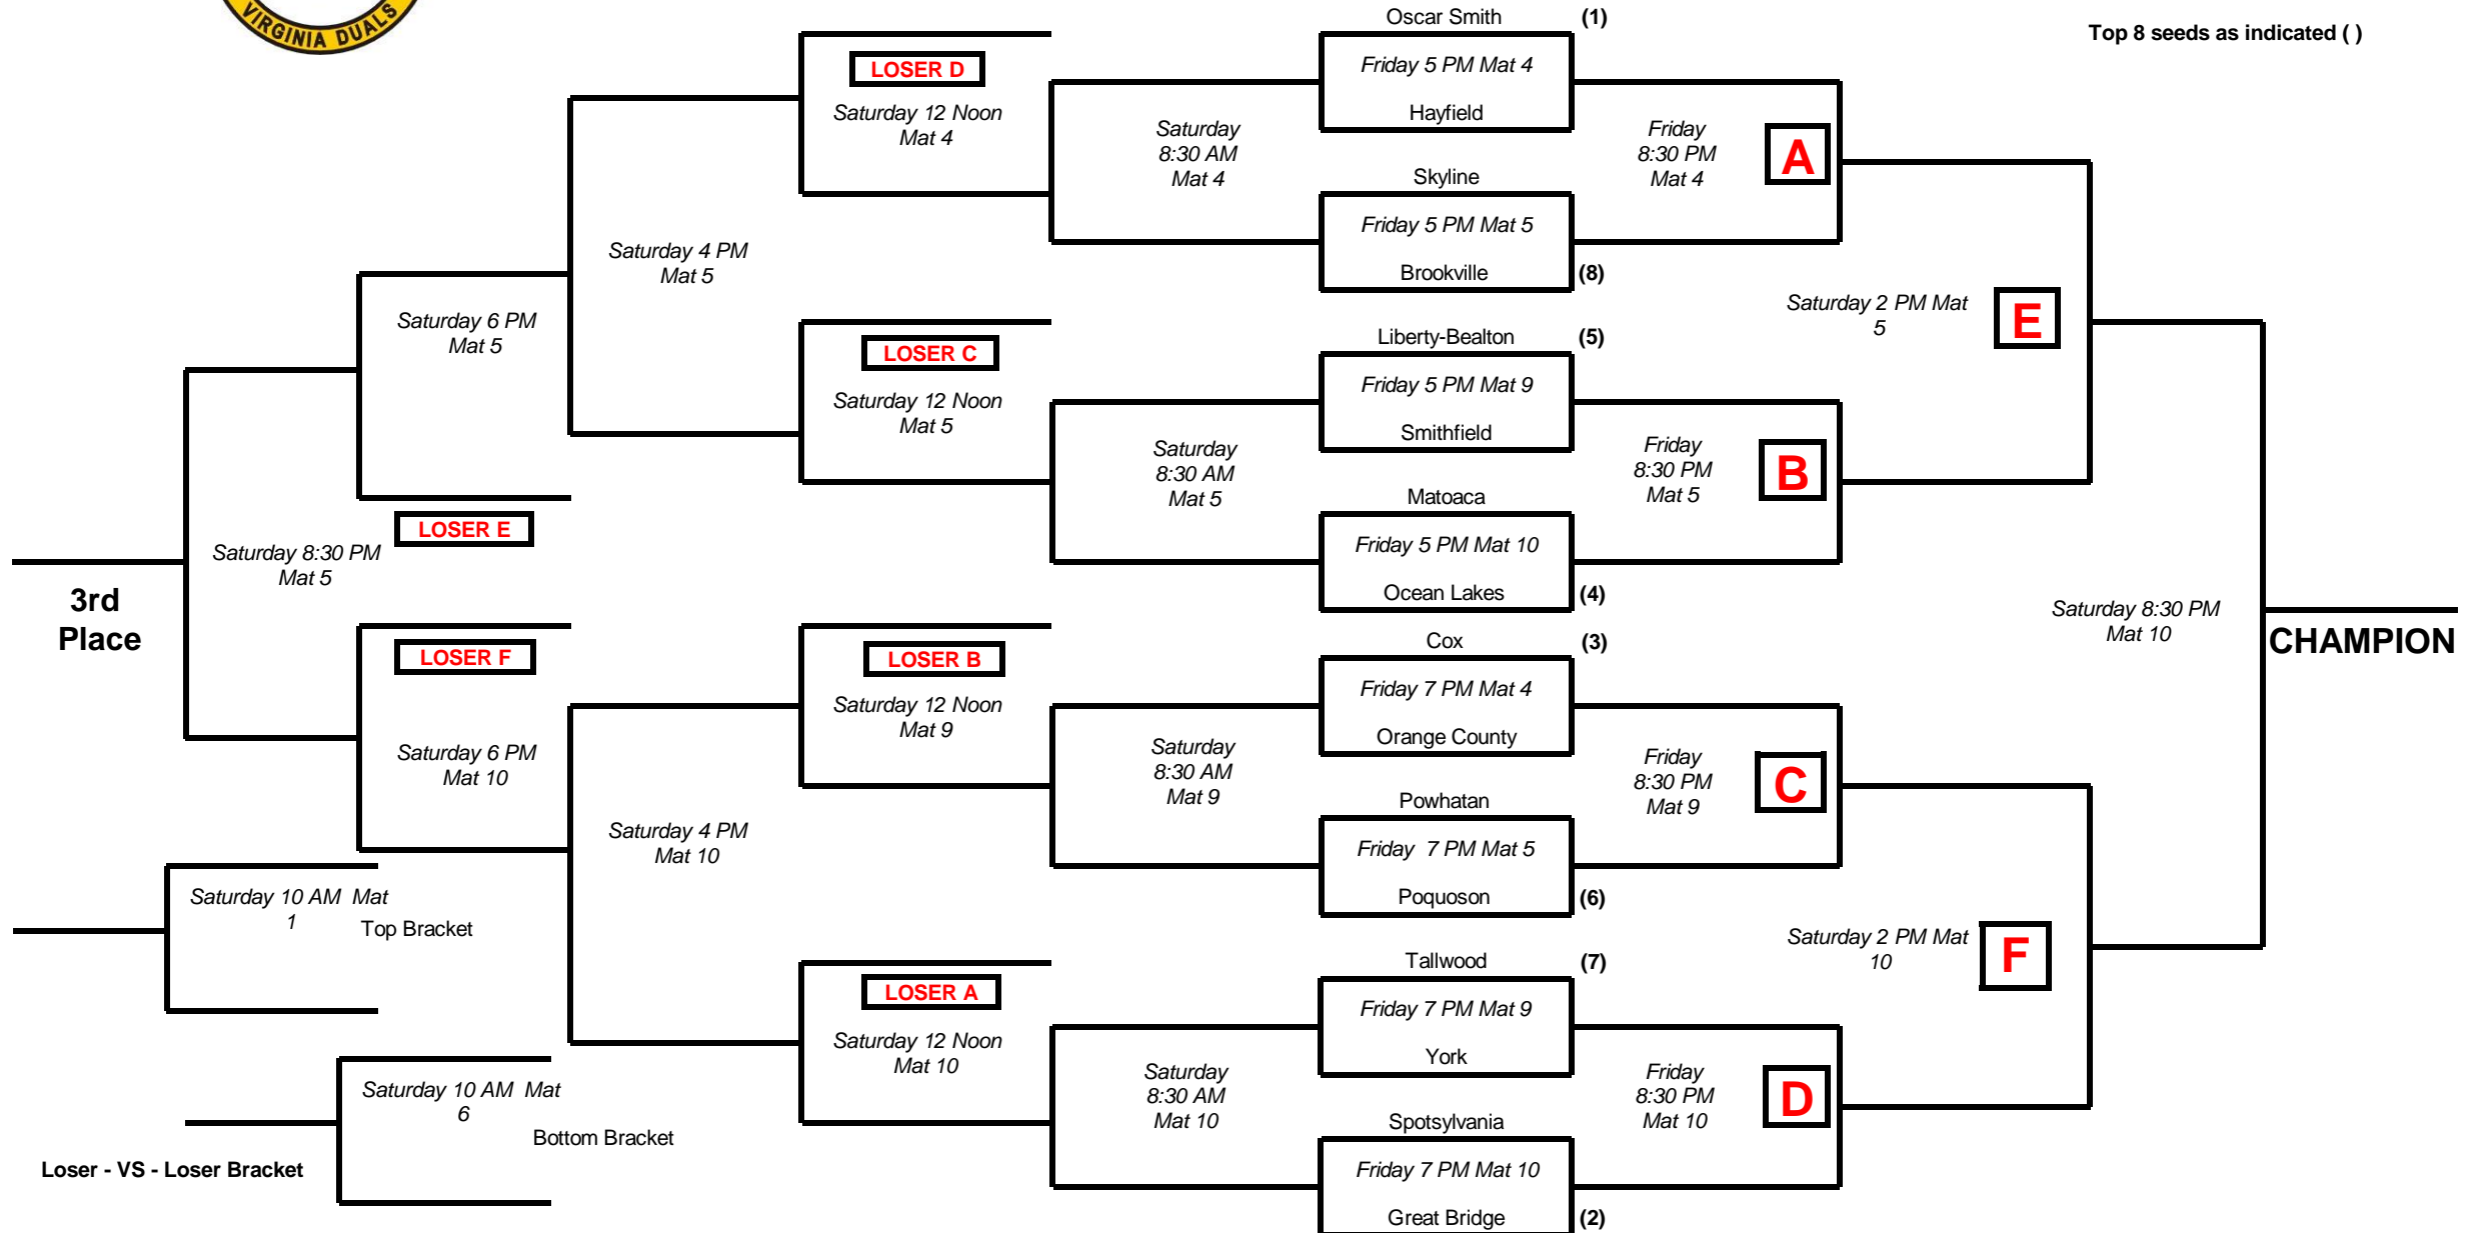 VIRGINIA DUALS
Top 8 seeds as indicated ( )
Oscar Smith (1)
Friday 5 PM Mat 4
Hayfield
Skyline
Friday 5 PM Mat 5
Brookville (8)
Liberty-Bealton (5)
Friday 5 PM Mat 9
Smithfield
Matoaca
Friday 5 PM Mat 10
Ocean Lakes (4)
Cox (3)
Friday 7 PM Mat 4
Orange County
Powhatan
Friday 7 PM Mat 5
Poquoson (6)
Tallwood (7)
Friday 7 PM Mat 9
York
Spotsylvania
Friday 7 PM Mat 10
Great Bridge (2)
Friday
8:30 PM
Mat 4
A
Friday
8:30 PM
Mat 5
B
Friday
8:30 PM
Mat 9
C
Friday
8:30 PM
Mat 10
D
Saturday 2 PM Mat
5
E
Saturday 2 PM Mat
10
F
Saturday 8:30 PM
Mat 10
CHAMPION
Saturday
8:30 AM
Mat 4
Saturday
8:30 AM
Mat 5
Saturday
8:30 AM
Mat 9
Saturday
8:30 AM
Mat 10
LOSER D
Saturday 12 Noon
Mat 4
LOSER C
Saturday 12 Noon
Mat 5
LOSER B
Saturday 12 Noon
Mat 9
LOSER A
Saturday 12 Noon
Mat 10
Saturday 4 PM
Mat 5
Saturday 4 PM
Mat 10
Saturday 6 PM
Mat 5
LOSER E
LOSER F
Saturday 6 PM
Mat 10
Saturday 8:30 PM
Mat 5
3rd
Place
Saturday 10 AM Mat
1
Top Bracket
Saturday 10 AM Mat
6
Bottom Bracket
Loser - VS - Loser Bracket